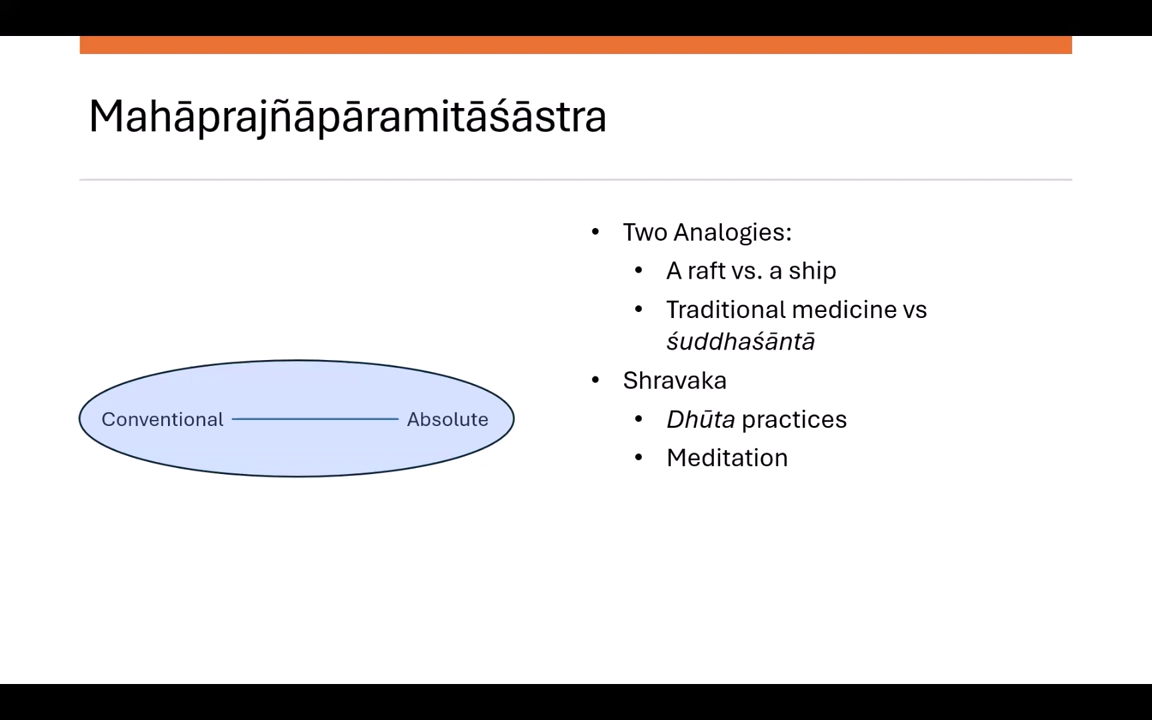 Mahāprajñāpāramitāśāstra
• Two Analogies:
• A raft vs. a ship
• Traditional medicine vs
śuddhaśāntā
• Shravaka
• Dhūta practices
• Meditation
Conventional
Absolute